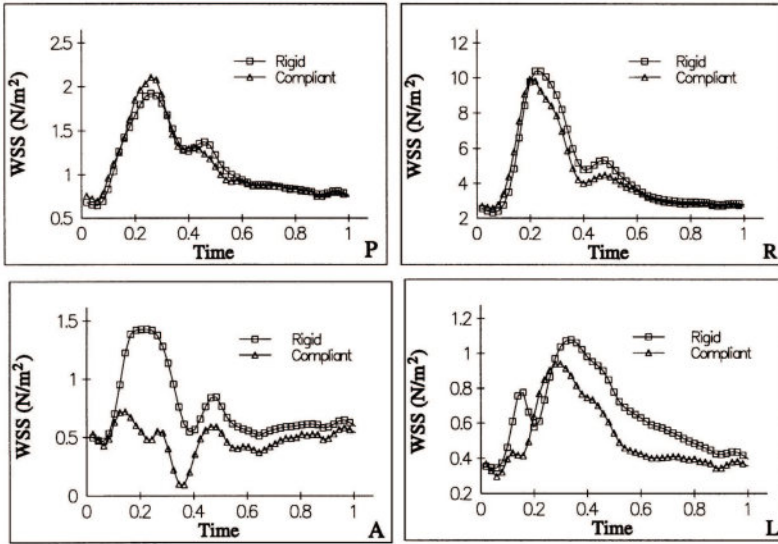 WSS (N/m²)
2.5
2
1.5
1
0.5
Rigid
Compliant
0 0.2 0.4 0.6 0.8 1
Time
P
WSS (N/m²)
12
10
8
6
4
2
Rigid
Compliant
0 0.2 0.4 0.6 0.8 1
Time
R
WSS (N/m²)
1.5
1
0.5
0
Rigid
Compliant
0 0.2 0.4 0.6 0.8 1
Time
A
WSS (N/m²)
1.2
1
0.8
0.6
0.4
0.2
Rigid
Compliant
0 0.2 0.4 0.6 0.8 1
Time
L